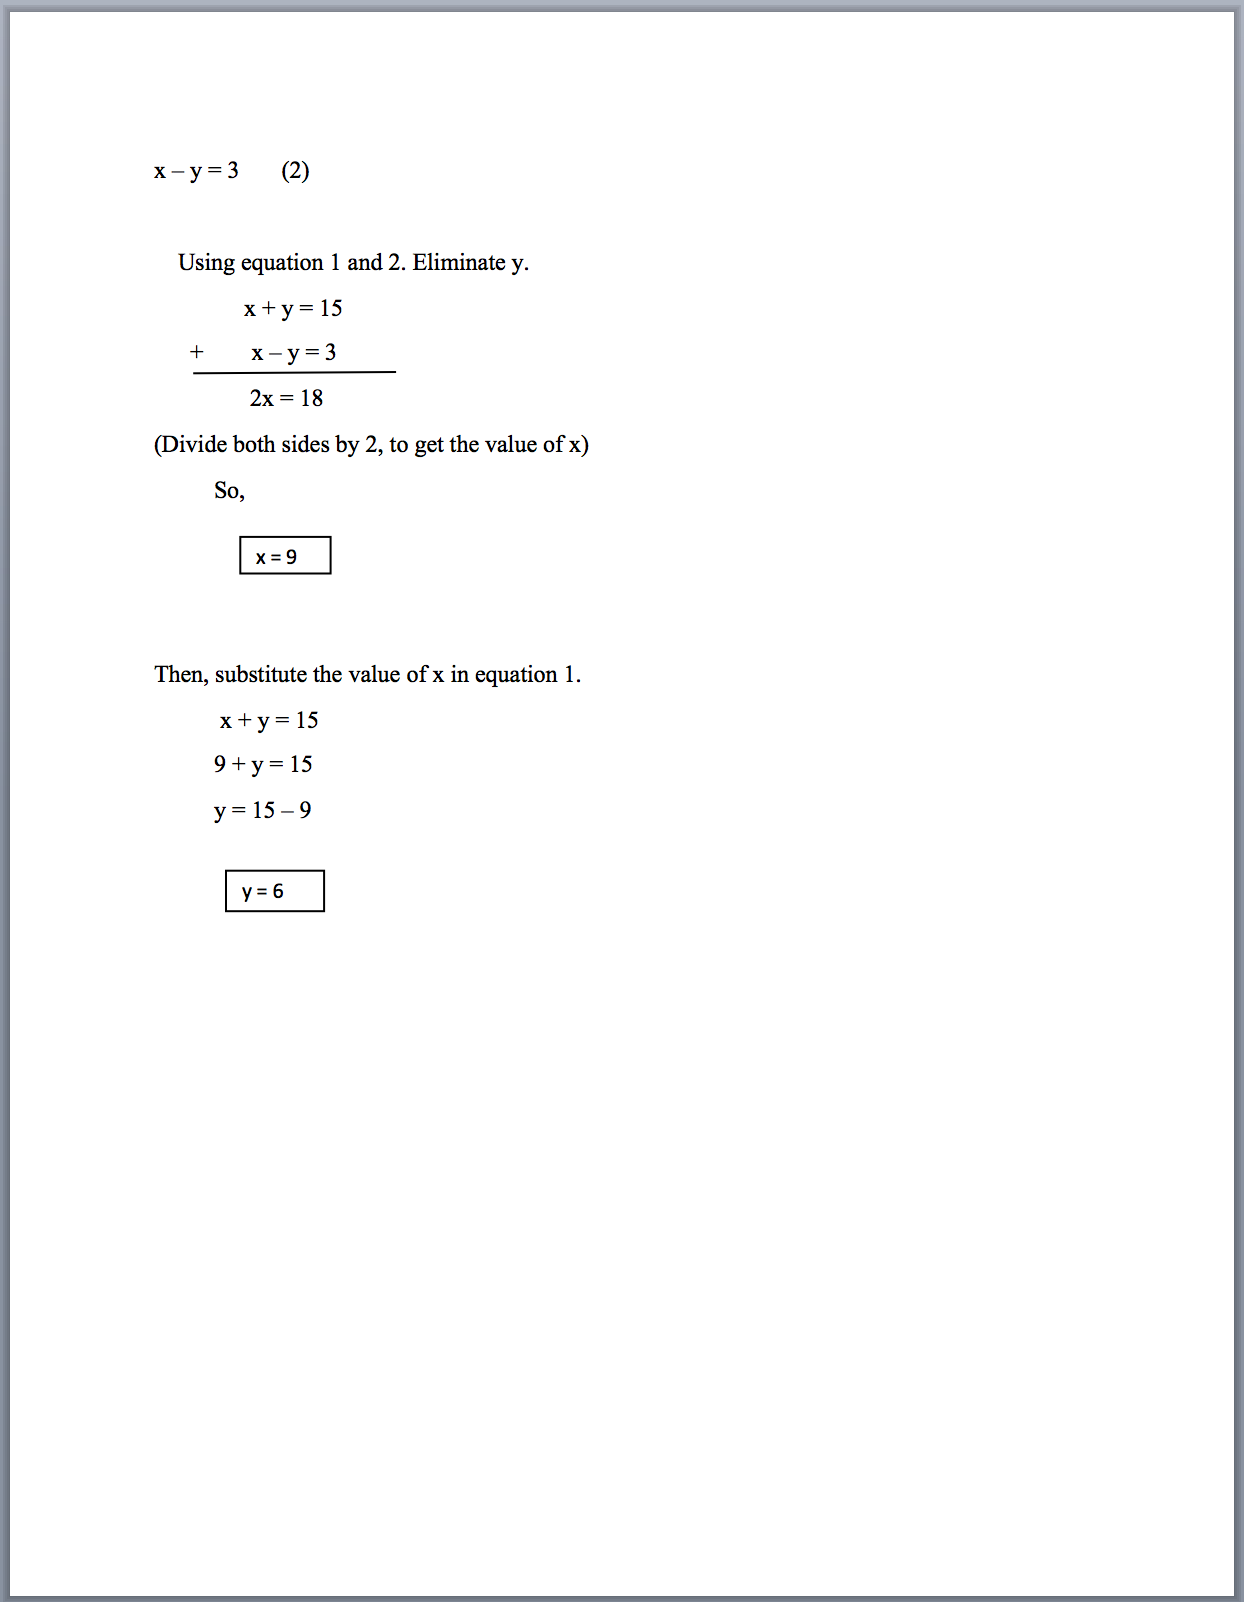 x – y = 3 (2)
Using equation 1 and 2. Eliminate y.
x + y = 15
+ x – y = 3
2x = 18
(Divide both sides by 2, to get the value of x)
So,
x = 9
Then, substitute the value of x in equation 1.
x + y = 15
9 + y = 15
y = 15 – 9
y = 6